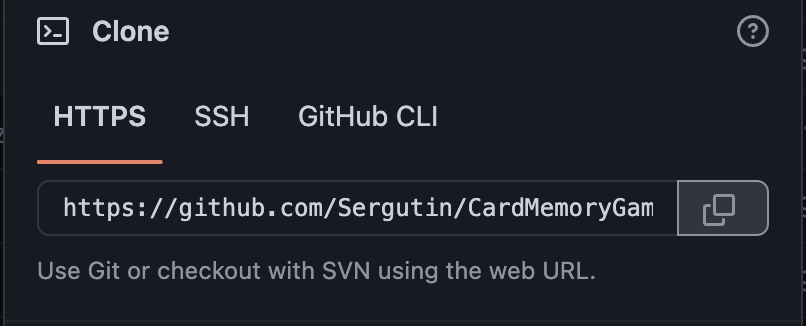 Clone
HTTPS SSH GitHub CLI
https://github.com/Sergutin/CardMemoryGam
Use Git or checkout with SVN using the web URL.